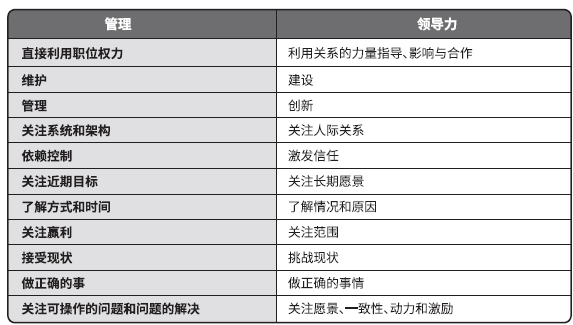 管理 领导力
直接利用职位权力 利用关系的力量指导、影响与合作
维护 建设
管理 创新
关注系统和架构 关注人际关系
依赖控制 激发信任
关注近期目标 关注长期愿景
了解方式和时间 了解情况和原因
关注赢利 关注范围
接受现状 挑战现状
做正确的事 做正确的事情
关注可操作的问题和问题的解决 关注愿景、一致性、动力和激励